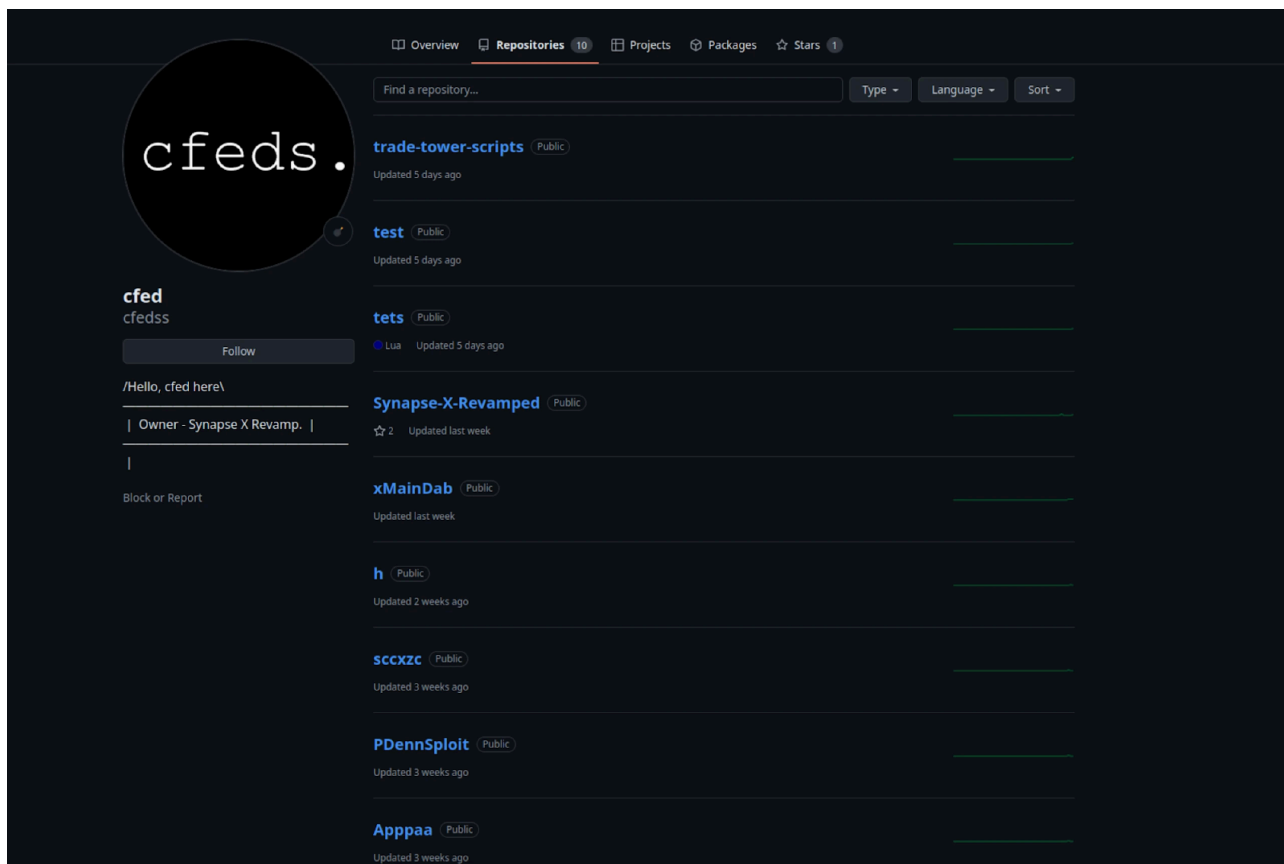 Overview Repositories 10 Projects Packages Stars 1
cfeds.
cfed
cfedss
Follow
/Hello, cfed here\
| Owner - Synapse X Revamp. |
|
Block or Report
Find a repository... Type Language Sort
trade-tower-scripts Public
Updated 5 days ago
test Public
Updated 5 days ago
tets Public
Lua Updated 5 days ago
Synapse-X-Revamped Public
2 Updated last week
xMainDab Public
Updated last week
h Public
Updated 2 weeks ago
sccxzc Public
Updated 3 weeks ago
PDennSploit Public
Updated 3 weeks ago
Apppaa Public
Updated 3 weeks ago